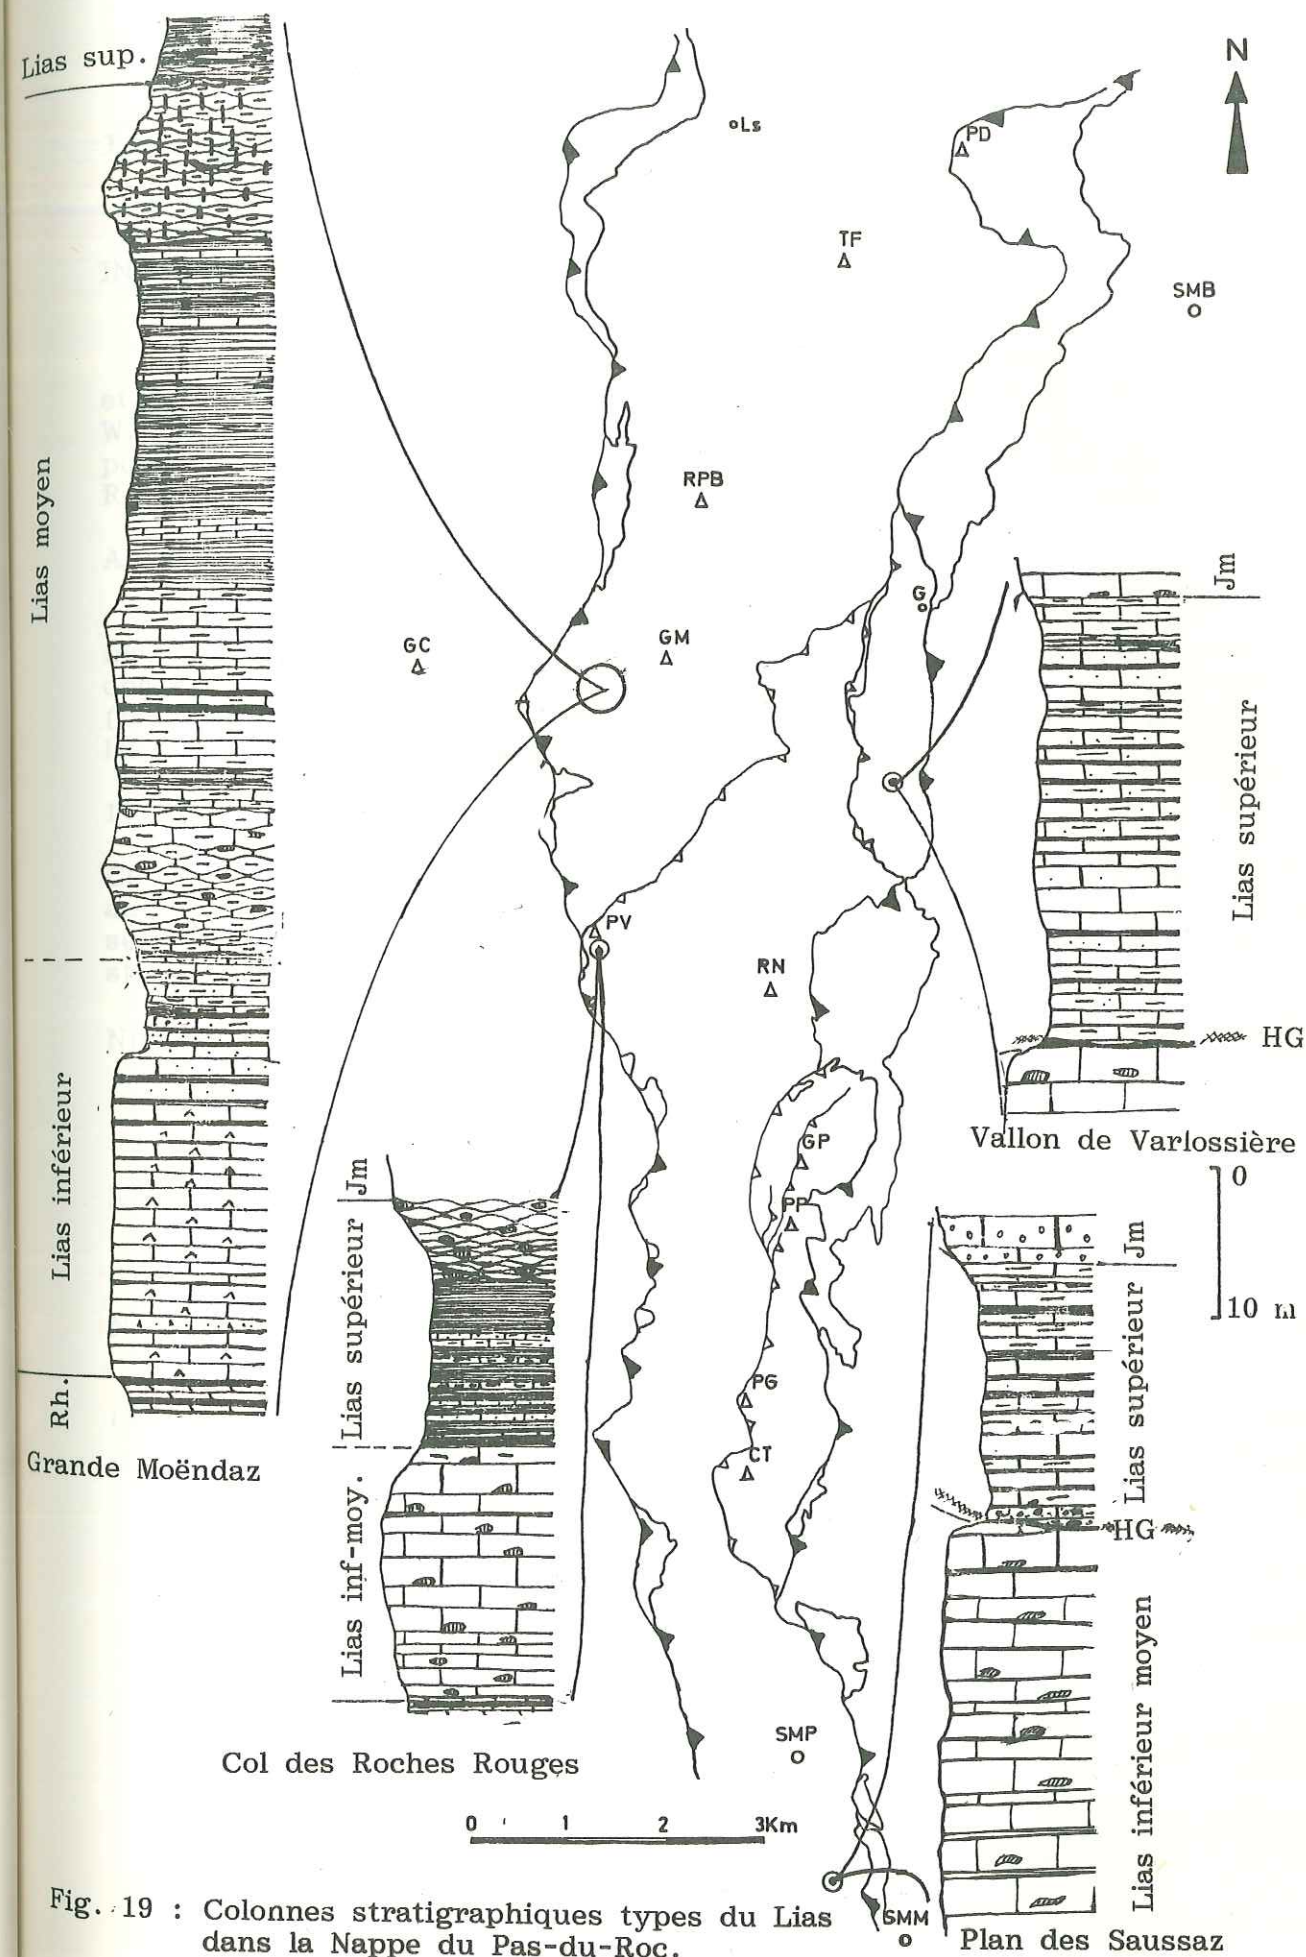 Lias sup.
Lias moyen
Lias inférieur
Rh.
Grande Moëndaz
N
Ls
PD
TF
SMB
RPB
GC
GM
G
PV
RN
GP
PP
PG
CT
SMP
SMM
Jm
Lias supérieur
HG
Vallon de Varlossière
0
10 m
Jm
Lias supérieur
Lias inf-moy.
Col des Roches Rouges
Jm
Lias supérieur
HG
Lias inférieur moyen
Plan des Saussaz
0 1 2 3Km
Fig. 19 : Colonnes stratigraphiques types du Lias
dans la Nappe du Pas-du-Roc.